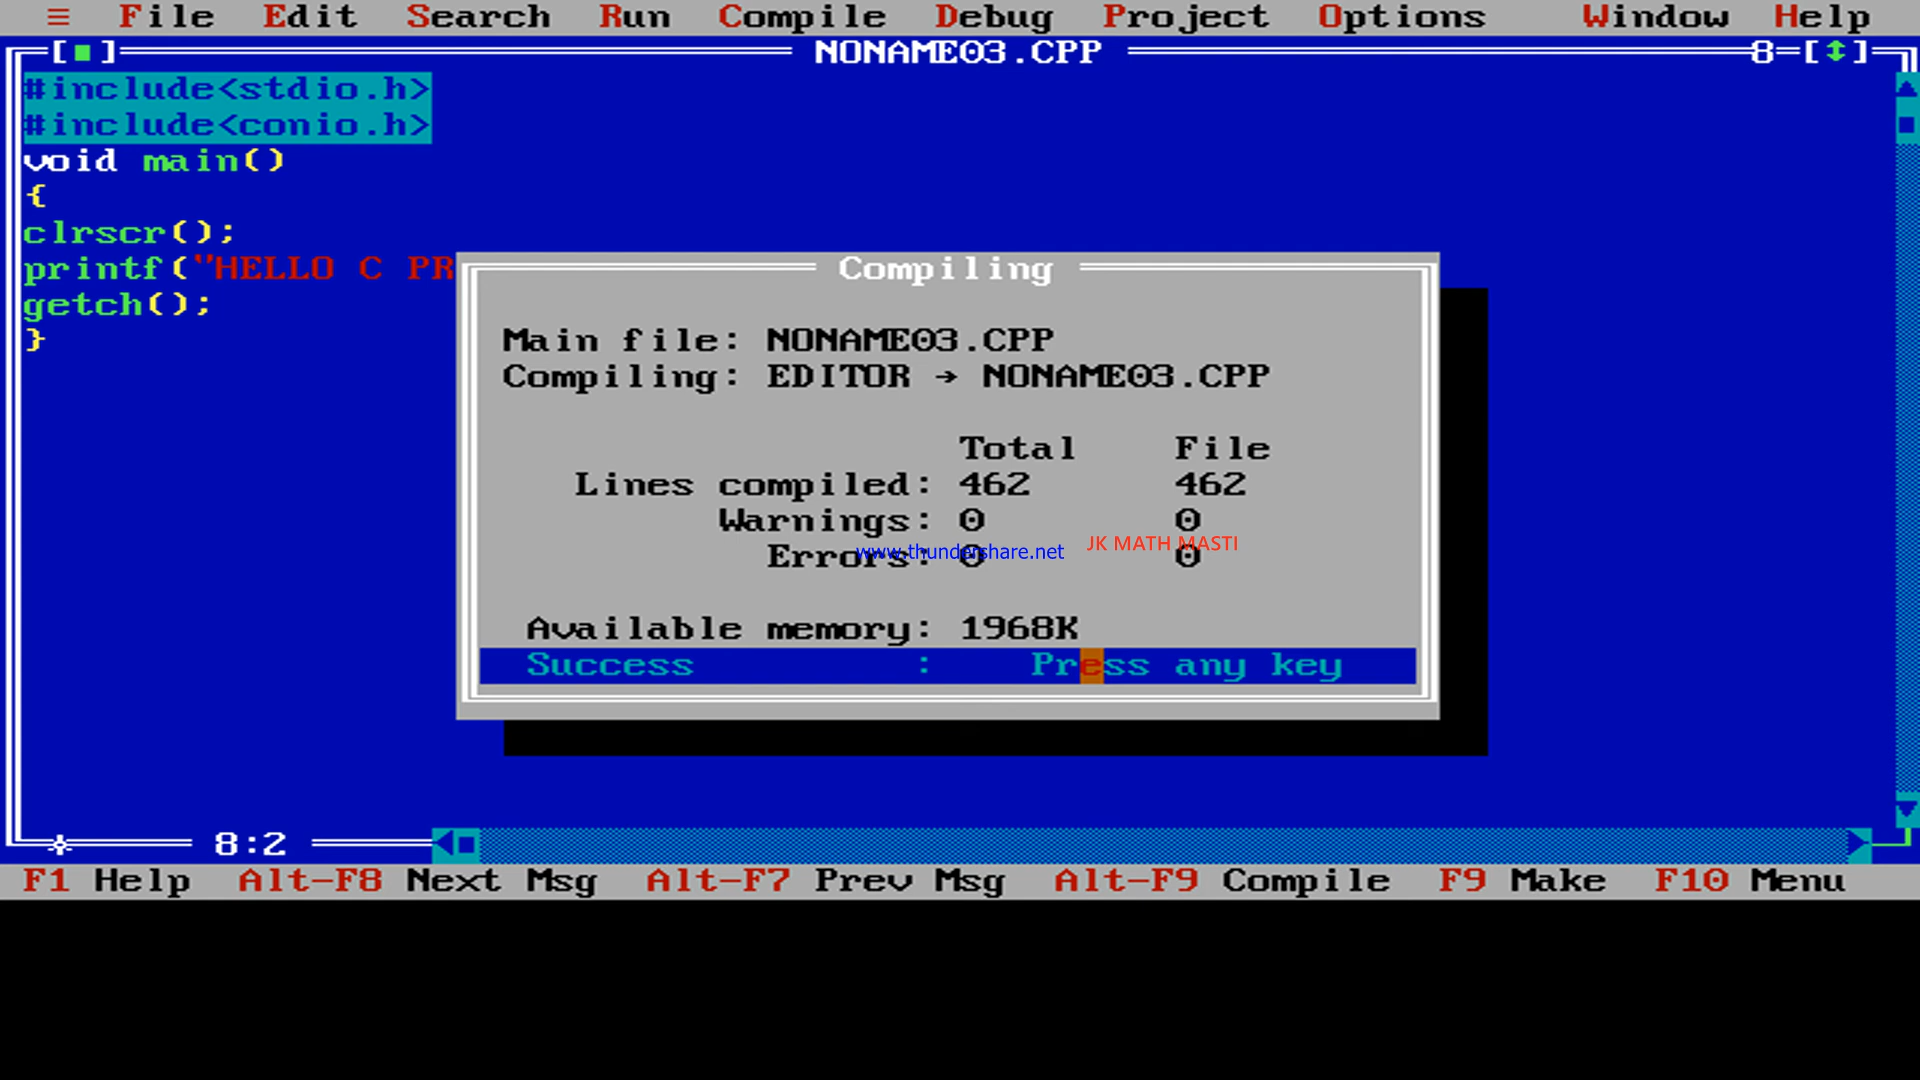 ≡ File Edit Search Run Compile Debug Project Options Window Help
[■] NONAME03.CPP 8=[↕]
#include<stdio.h>
#include<conio.h>
void main()
{
clrscr();
printf("HELLO C PR
getch();
}
Compiling
Main file: NONAME03.CPP
Compiling: EDITOR → NONAME03.CPP
Total File
Lines compiled: 462 462
Warnings: 0 0
JK MATH MASTI
www.thundershare.net
Errors: 0 0
Available memory: 1968K
Success : Press any key
8:2
F1 Help Alt-F8 Next Msg Alt-F7 Prev Msg Alt-F9 Compile F9 Make F10 Menu